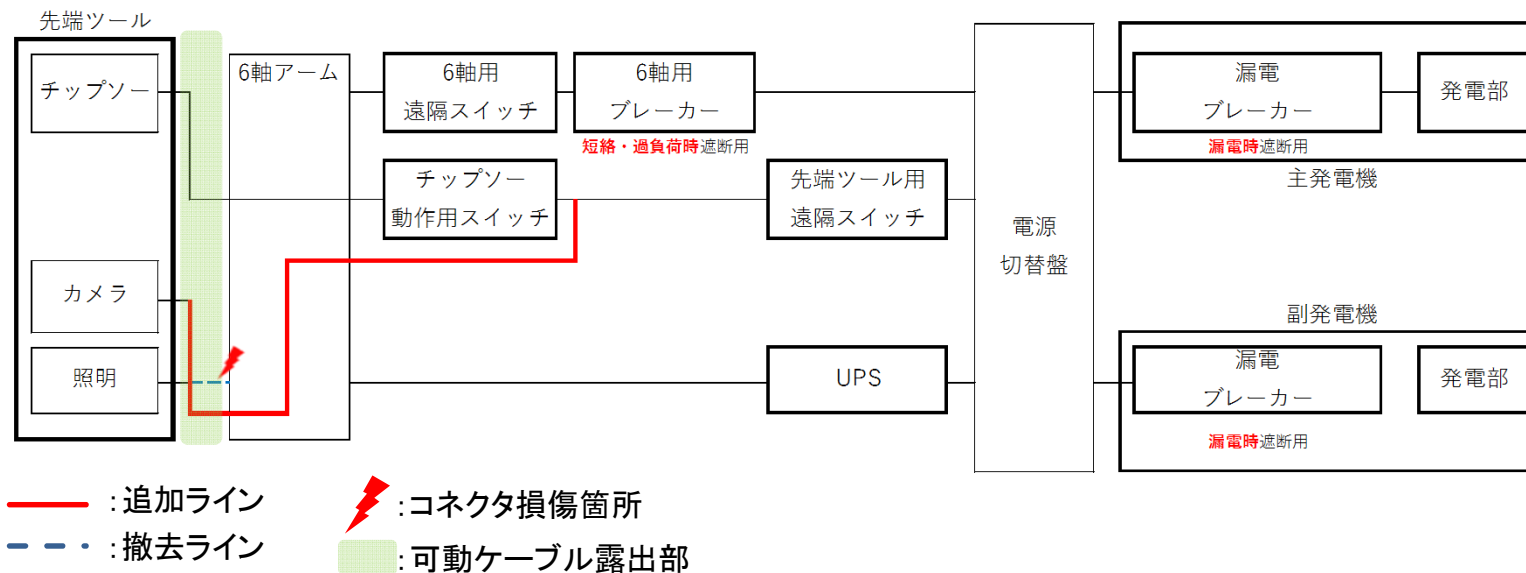 先端ツール
チップソー
カメラ
照明
6軸アーム
6軸用
遠隔スイッチ
6軸用
ブレーカー
短絡・過負荷時遮断用
チップソー
動作用スイッチ
先端ツール用
遠隔スイッチ
UPS
電源
切替盤
漏電
ブレーカー
漏電時遮断用
発電部
主発電機
副発電機
漏電
ブレーカー
漏電時遮断用
発電部
:追加ライン
:撤去ライン
:コネクタ損傷箇所
:可動ケーブル露出部